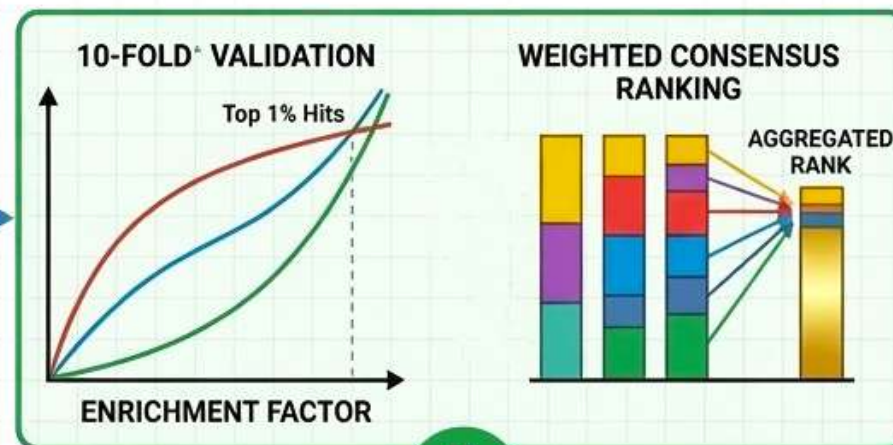 10-FOLD VALIDATION
Top 1% Hits
ENRICHMENT FACTOR
WEIGHTED CONSENSUS
RANKING
AGGREGATED
RANK